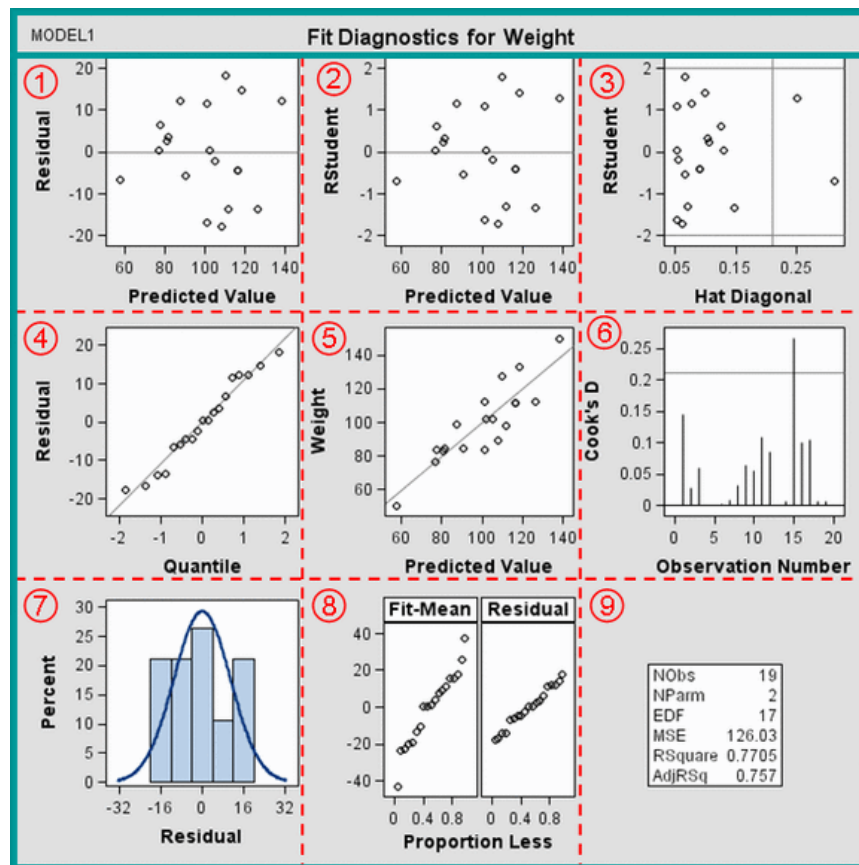 MODEL1
Fit Diagnostics for Weight
①
20
10
0
-10
-20
Residual
60 80 100 120 140
Predicted Value
②
2
1
0
-1
-2
RStudent
60 80 100 120 140
Predicted Value
③
2
1
0
-1
-2
RStudent
0.05 0.15 0.25
Hat Diagonal
④
20
10
0
-10
-20
Residual
-2 -1 0 1 2
Quantile
⑤
140
120
100
80
60
Weight
60 80 100 120 140
Predicted Value
⑥
0.25
0.2
0.15
0.1
0.05
0
Cook's D
0 5 10 15 20
Observation Number
⑦
30
25
20
15
10
5
0
Percent
-32 -16 0 16 32
Residual
⑧
Fit-Mean Residual
40
20
0
-20
-40
0 0.4 0.8 0 0.4 0.8
Proportion Less
⑨
NObs 19
NParm 2
EDF 17
MSE 126.03
RSquare 0.7705
AdjRSq 0.757